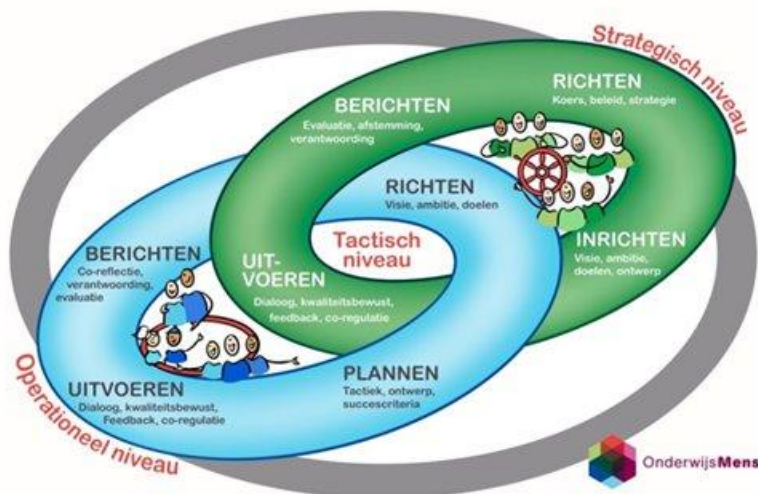 Strategisch niveau
RICHTEN
Koers, beleid, strategie
BERICHTEN
Evaluatie, afstemming,
verantwoording
RICHTEN
Visie, ambitie, doelen
INRICHTEN
Visie, ambitie,
doelen, ontwerp
Tactisch
niveau
UIT-
VOEREN
Dialoog, kwaliteitsbewust,
feedback, co-regulatie
BERICHTEN
Co-reflectie,
verantwoording,
evaluatie
PLANNEN
Tactiek, ontwerp,
succescriteria
UITVOEREN
Dialoog, kwaliteitsbewust,
Feedback, co-regulatie
Operationeel niveau
OnderwijsMens